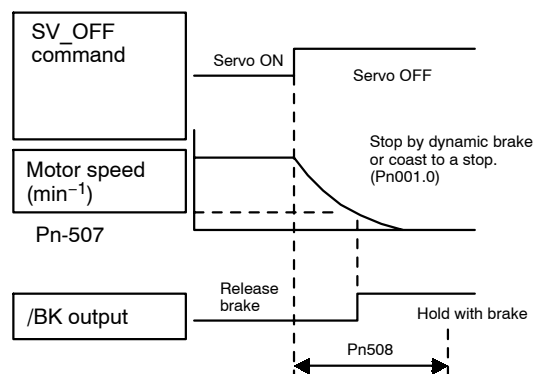 SV_OFF
command
Servo ON
Servo OFF
Stop by dynamic brake
or coast to a stop.
(Pn001.0)
Motor speed
(min⁻¹)
Pn-507
Release
brake
/BK output
Hold with brake
Pn508